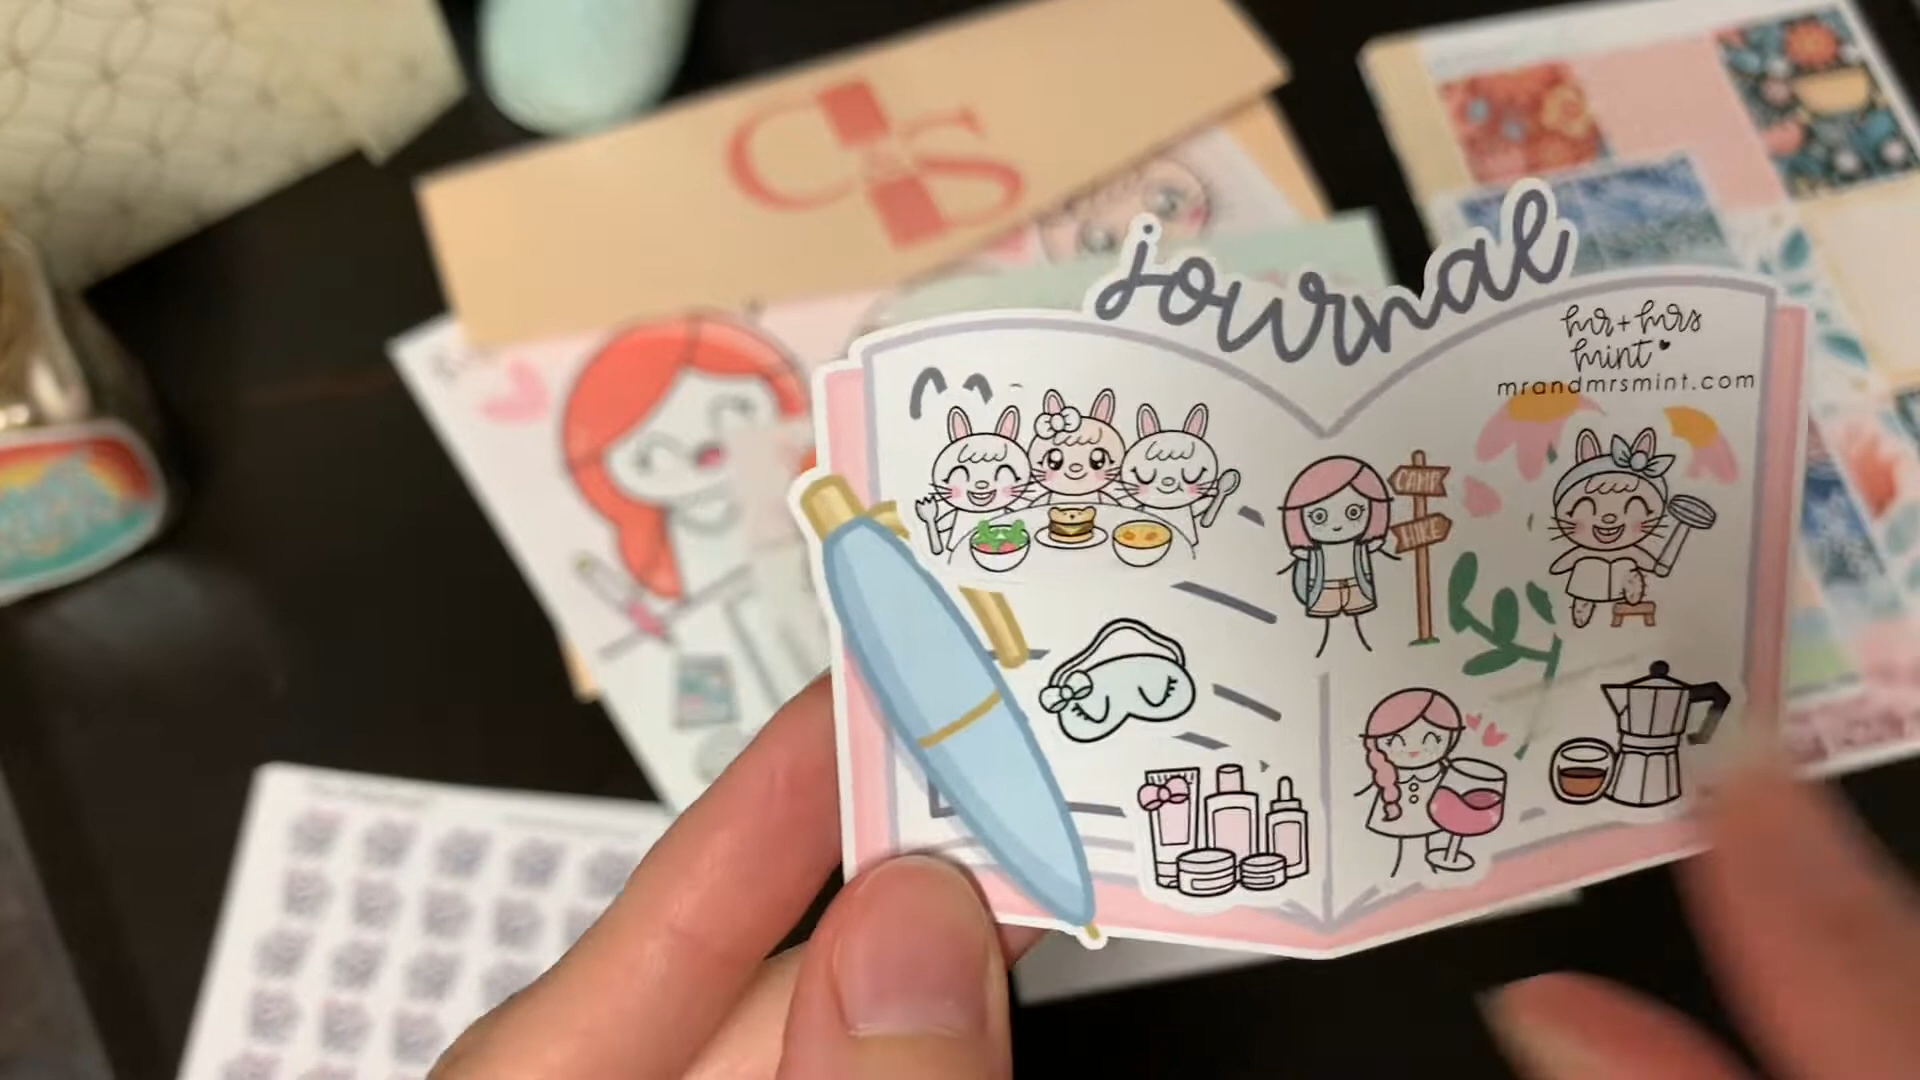 C&S
journal
mr + mrs
mint
mrandmrsmint.com
CAMP
HIKE